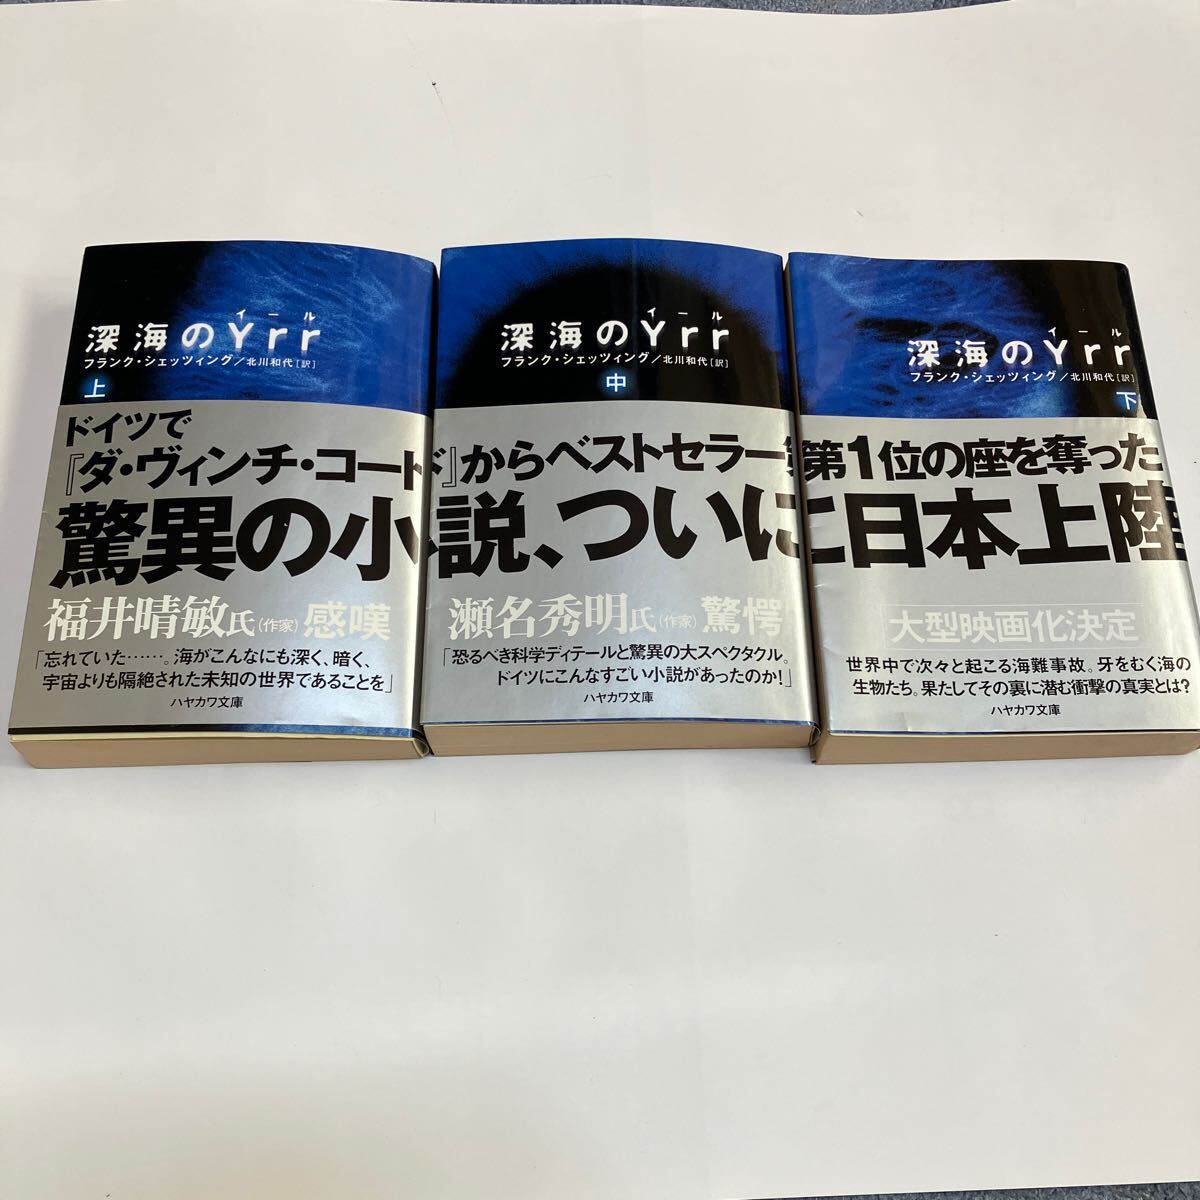 イール
深海のYrr
フランク・シェッツィング／北川和代[訳]
上
ドイツで
『ダ・ヴィンチ・コード
驚異の小
福井晴敏氏(作家)感嘆
「忘れていた……。海がこんなにも深く、暗く、
宇宙よりも隔絶された未知の世界であることを」
ハヤカワ文庫
イール
深海のYrr
フランク・シェッツィング／北川和代[訳]
中
』からベストセラー
説、ついに
瀬名秀明氏(作家)驚愕
「恐るべき科学ディテールと驚異の大スペクタクル。
ドイツにこんなすごい小説があったのか!」
ハヤカワ文庫
イール
深海のYrr
フランク・シェッツィング／北川和代[訳]
下
第1位の座を奪った
に日本上陸
大型映画化決定
世界中で次々と起こる海難事故。牙をむく海の
生物たち。果たしてその裏に潜む衝撃の真実とは?
ハヤカワ文庫